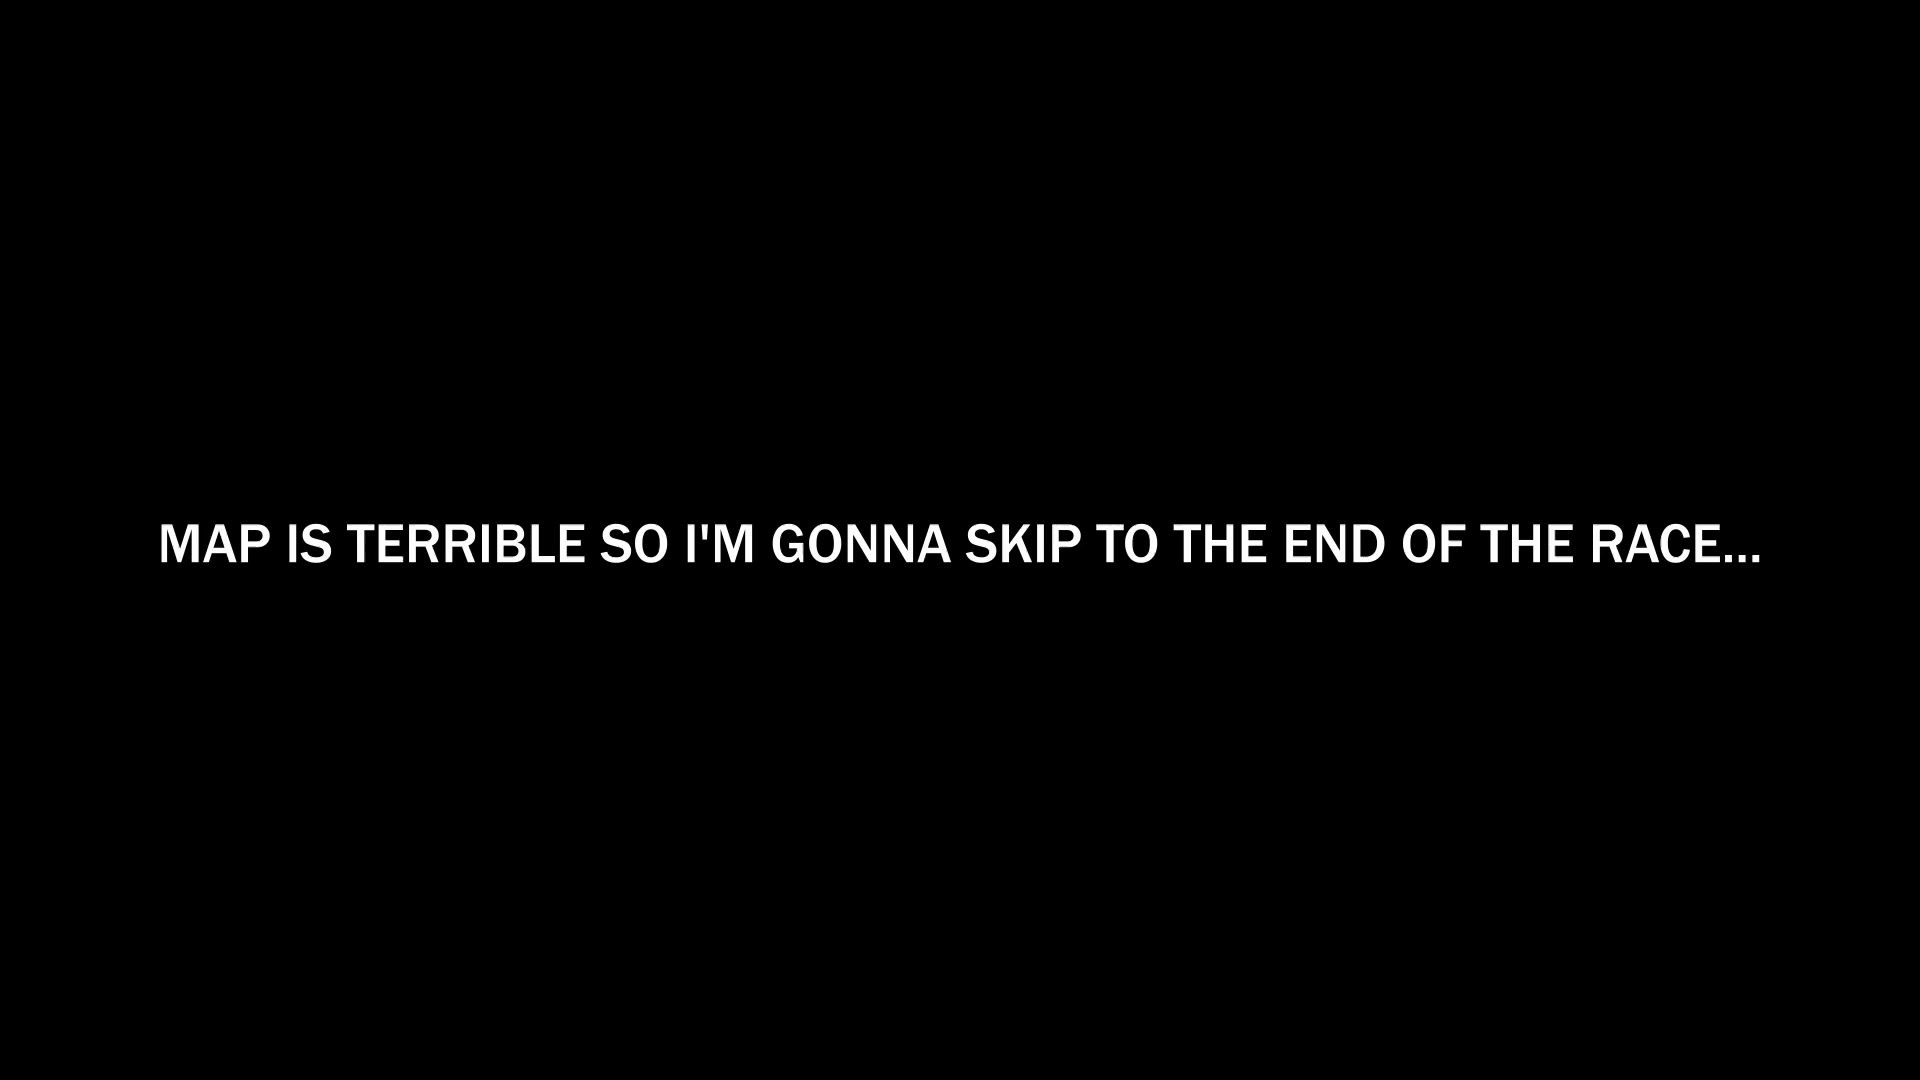 MAP IS TERRIBLE SO I'M GONNA SKIP TO THE END OF THE RACE...